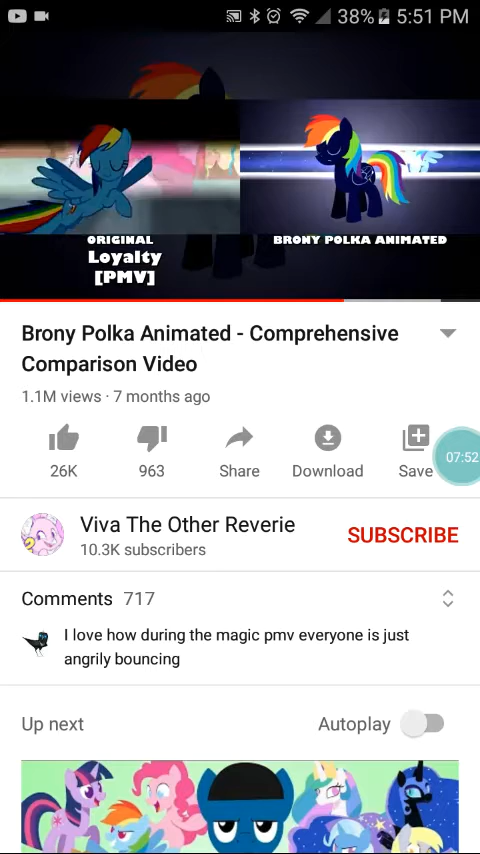 38% 5:51 PM
ORIGINAL
Loyalty
[PMV]
BRONY POLKA ANIMATED
Brony Polka Animated - Comprehensive
Comparison Video
1.1M views · 7 months ago
26K 963 Share Download Save
07:52
Viva The Other Reverie
10.3K subscribers
SUBSCRIBE
Comments 717
I love how during the magic pmv everyone is just
angrily bouncing
Up next Autoplay